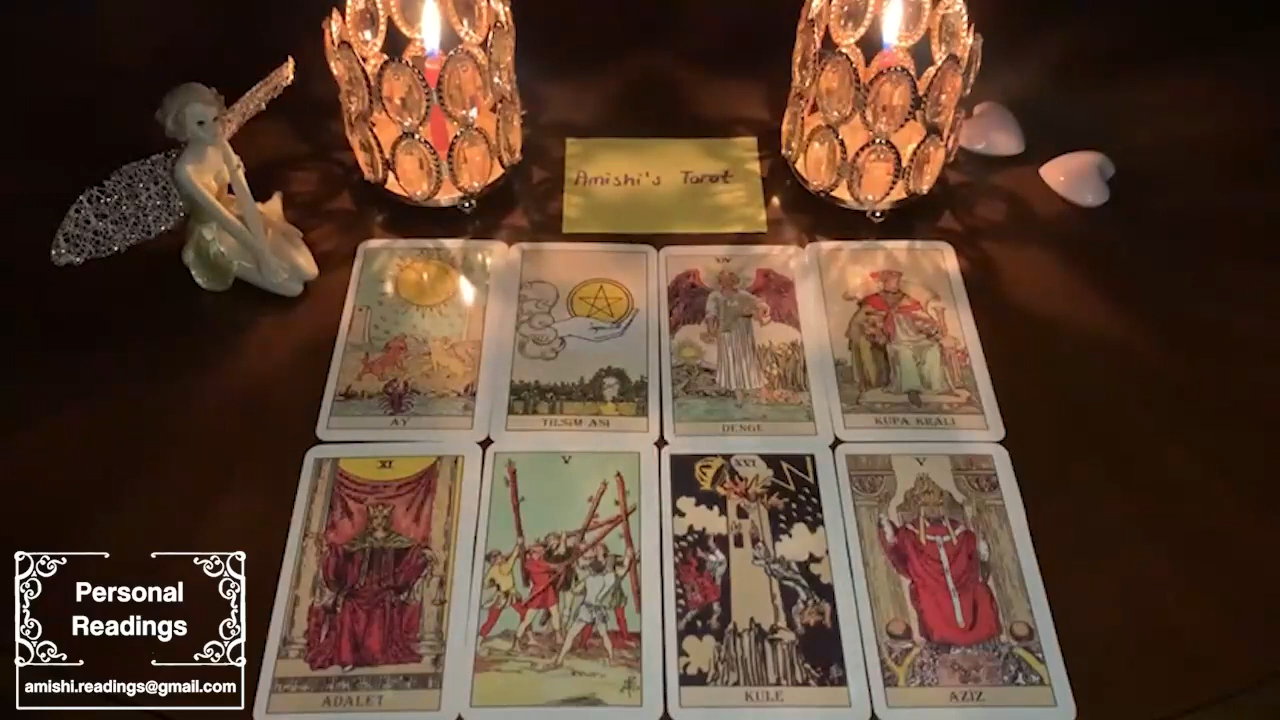 Amishi's Tarot
XIV
AY
TILSIM ASI
DENGE
KUPA KRALI
XI
V
XVI
V
ADALET
KULE
AZİZ
Personal
Readings
amishi.readings@gmail.com